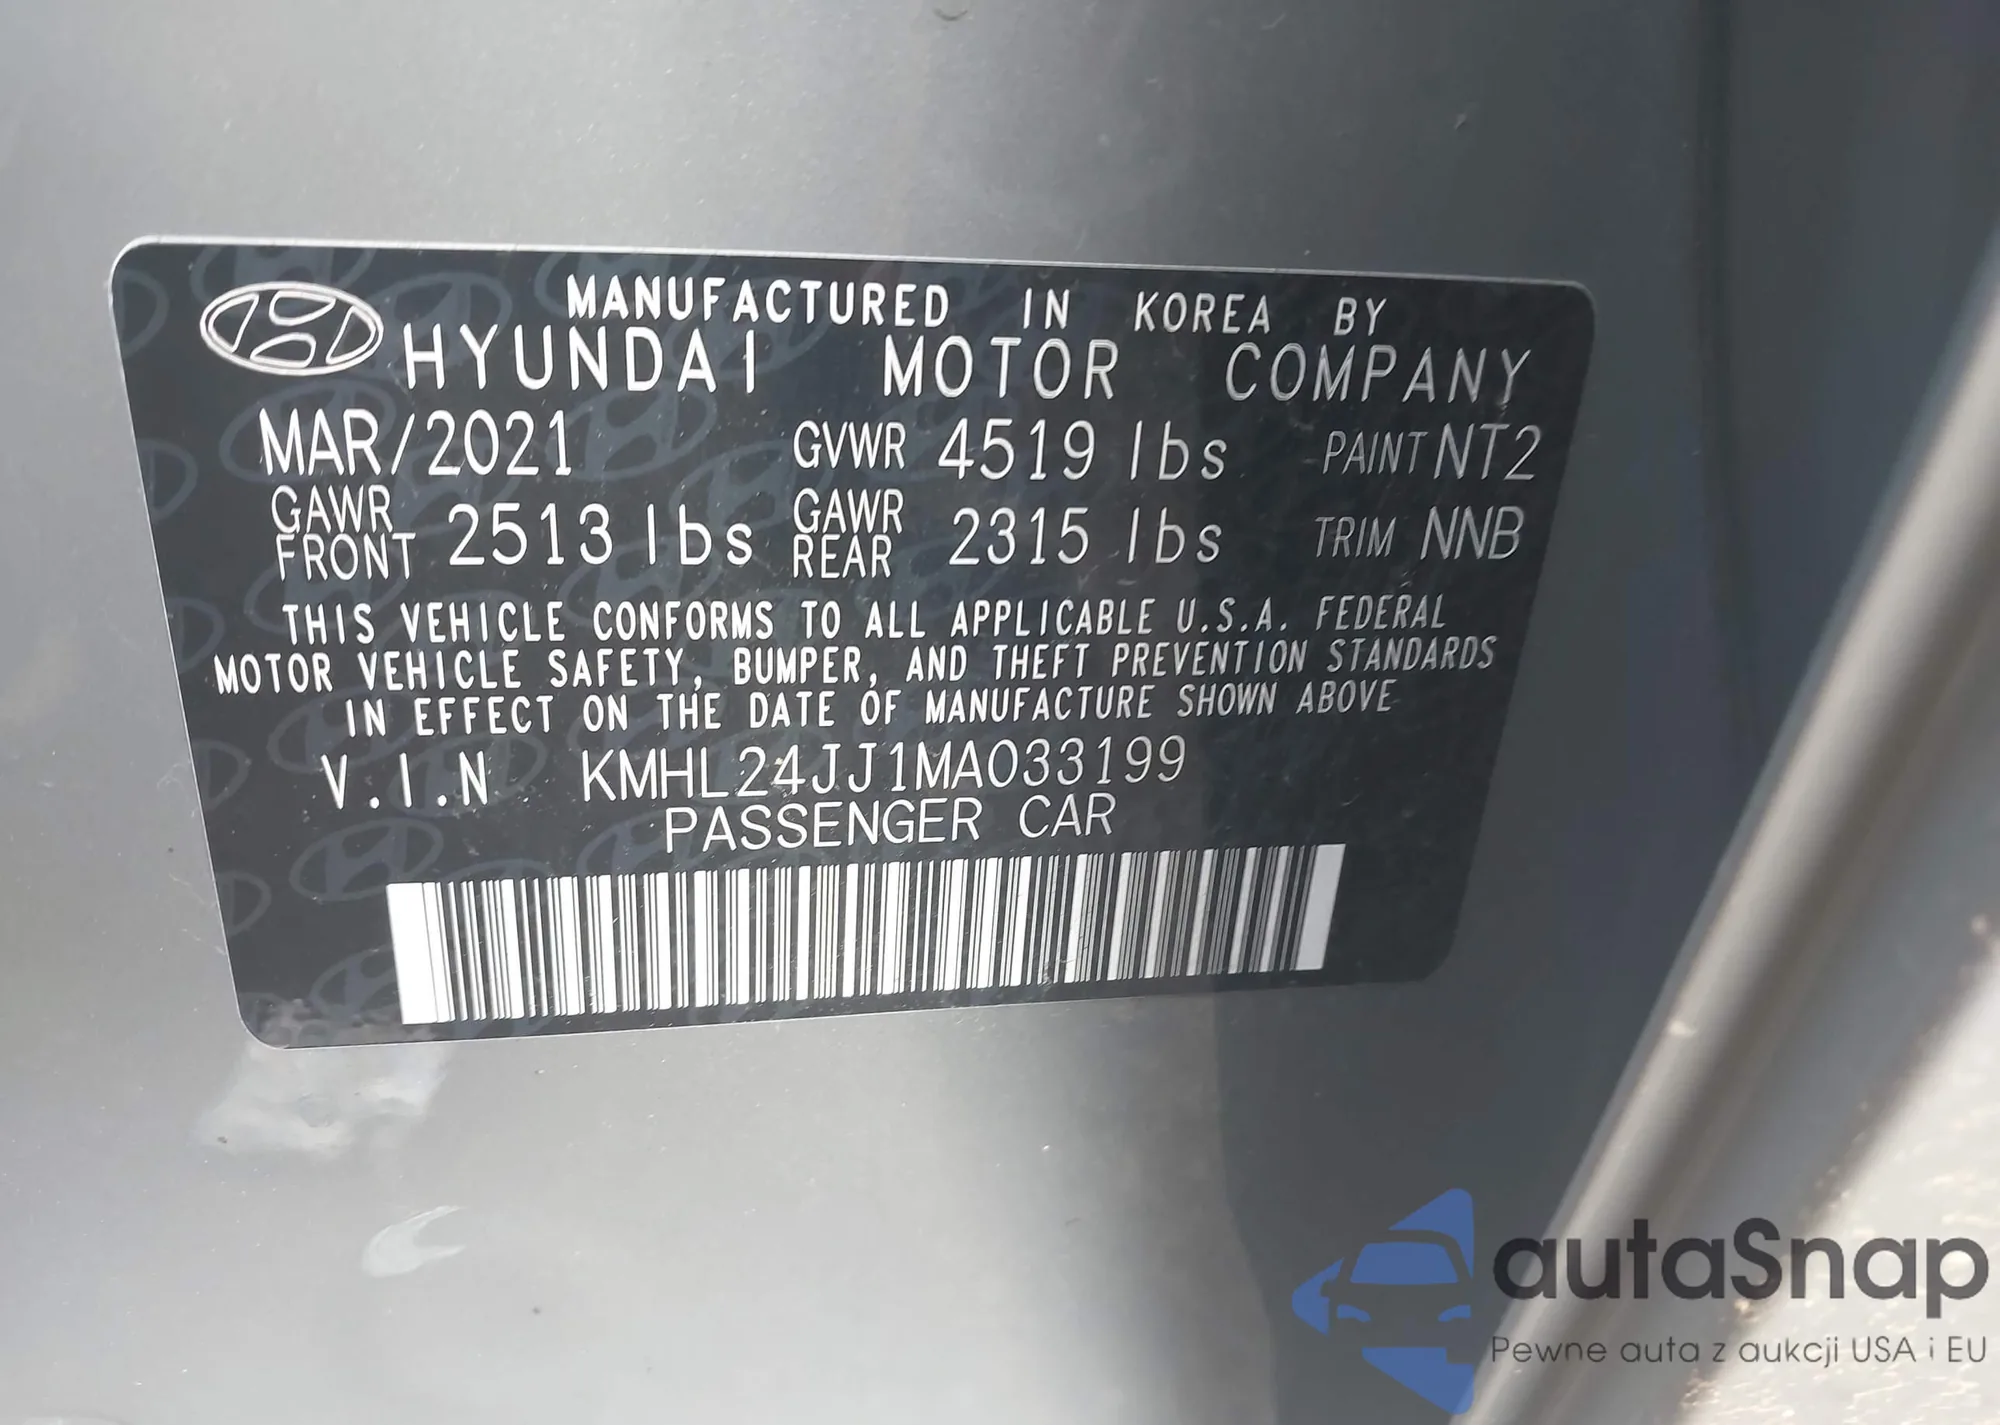 MANUFACTURED IN KOREA BY
HYUNDAI MOTOR COMPANY
MAR/2021 GVWR 4519 lbs PAINT NT2
GAWR FRONT 2513 lbs GAWR REAR 2315 lbs TRIM NNB
THIS VEHICLE CONFORMS TO ALL APPLICABLE U.S.A. FEDERAL
MOTOR VEHICLE SAFETY, BUMPER, AND THEFT PREVENTION STANDARDS
IN EFFECT ON THE DATE OF MANUFACTURE SHOWN ABOVE
V.I.N KMHL24JJ1MA033199
PASSENGER CAR
autaSnap
Pewne auta z aukcji USA i EU